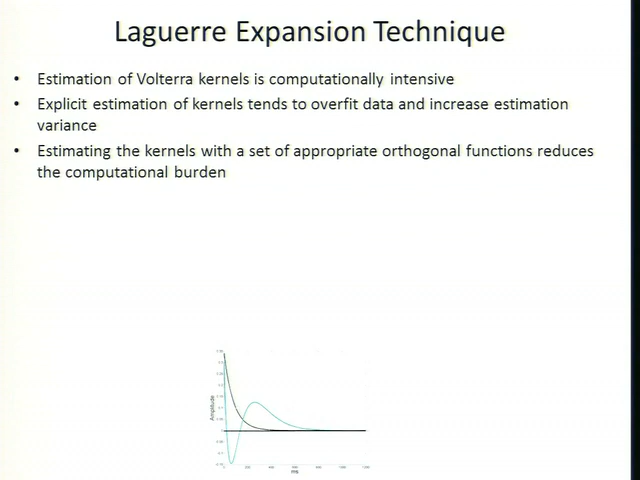 Laguerre Expansion Technique
• Estimation of Volterra kernels is computationally intensive
• Explicit estimation of kernels tends to overfit data and increase estimation
variance
• Estimating the kernels with a set of appropriate orthogonal functions reduces
the computational burden
Amplitude
ms